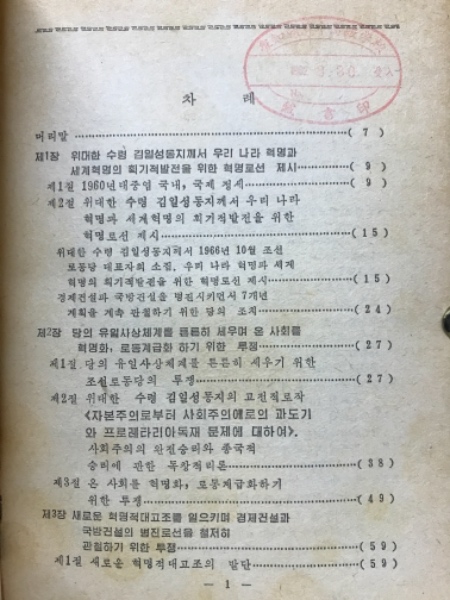 차 례
머리말 ……………………………………………( 7 )
제1장 위대한 수령 김일성동지께서 우리 나라 혁명과
세계혁명의 획기적발전을 위한 혁명로선 제시……( 9 )
제1절 1960년대중엽 국내, 국제 정세……………( 9 )
제2절 위대한 수령 김일성동지께서 우리 나라
혁명과 세계혁명의 획기적발전을 위한
혁명로선 제시……………………………( 15 )
위대한 수령 김일성동지께서 1966년 10월 조선
로동당 대표자회 소집, 우리 나라 혁명과 세계
혁명의 획기적발전을 위한 혁명로선 제시………( 15 )
경제건설과 국방건설을 병진시키면서 7개년
계획을 계속 관철하기 위한 당의 조치…………( 24 )
제2장 당의 유일사상체계를 튼튼히 세우며 온 사회를
혁명화, 로동계급화 하기 위한 투쟁……………( 27 )
제1절 당의 유일사상체계를 튼튼히 세우기 위한
조선로동당의 투쟁………………………( 27 )
제2절 위대한 수령 김일성동지의 고전적로작
《자본주의로부터 사회주의에로의 과도기
와 프로레타리아독재 문제에 대하여》.
사회주의의 완전승리와 종국적
승리에 관한 독창적리론…………………( 38 )
제3절 온 사회를 혁명화, 로동계급화하기
위한 투쟁…………………………………( 49 )
제3장 새로운 혁명적대고조를 일으키며 경제건설과
국방건설의 병진로선을 철저히
관철하기 위한 투쟁………………………( 59 )
제1절 새로운 혁명적대고조의 발단………………( 59 )
— 1 —